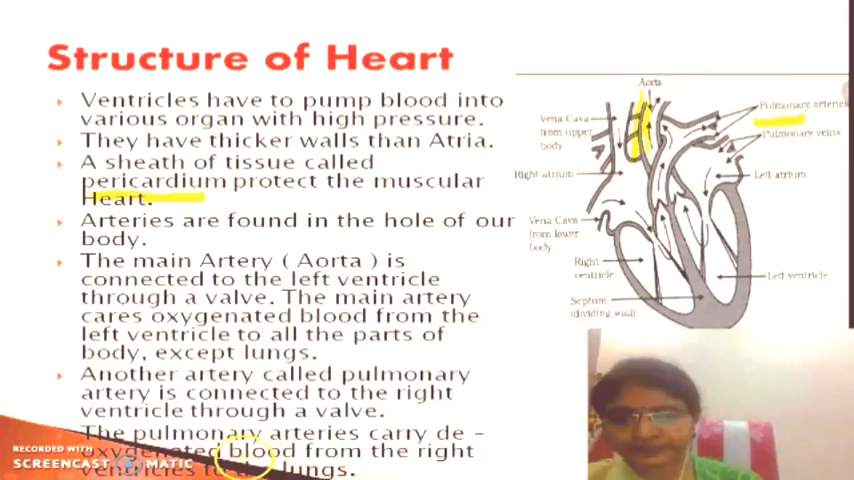 Structure of Heart
Ventricles have to pump blood into
various organ with high pressure.
They have thicker walls than Atria.
A sheath of tissue called
pericardium protect the muscular
Heart.
Arteries are found in the hole of our
body.
The main Artery ( Aorta ) is
connected to the left ventricle
through a valve. The main artery
cares oxygenated blood from the
left ventricle to all the parts of
body, except lungs.
Another artery called pulmonary
artery is connected to the right
ventricle through a valve.
The pulmonary arteries carry de –
oxygenated blood from the right
ventricles to the lungs.
Aorta
Vena Cava
from upper
body
Right atrium
Vena Cava
from lower
body
Right
ventricle
Septum
(dividing wall)
Pulmonary arteries
Pulmonary veins
Left atrium
Left ventricle
RECORDED WITH
SCREENCAST MATIC